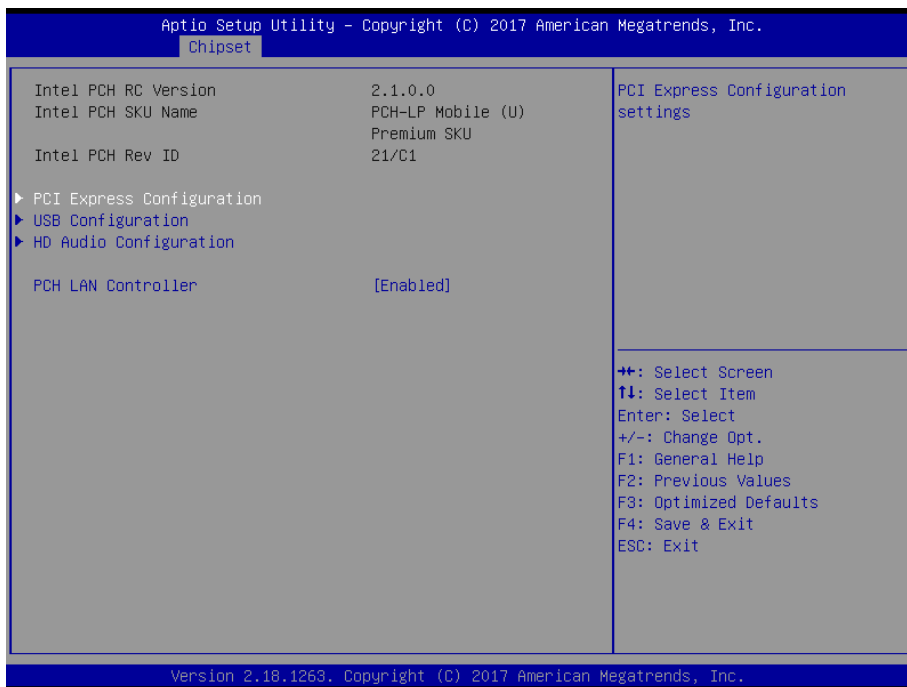 Aptio Setup Utility – Copyright (C) 2017 American Megatrends, Inc.
Chipset
Intel PCH RC Version 2.1.0.0
Intel PCH SKU Name PCH-LP Mobile (U)
Premium SKU
Intel PCH Rev ID 21/C1
▶ PCI Express Configuration
▶ USB Configuration
▶ HD Audio Configuration
PCH LAN Controller [Enabled]
PCI Express Configuration
settings
→←: Select Screen
↑↓: Select Item
Enter: Select
+/-: Change Opt.
F1: General Help
F2: Previous Values
F3: Optimized Defaults
F4: Save & Exit
ESC: Exit
Version 2.18.1263. Copyright (C) 2017 American Megatrends, Inc.